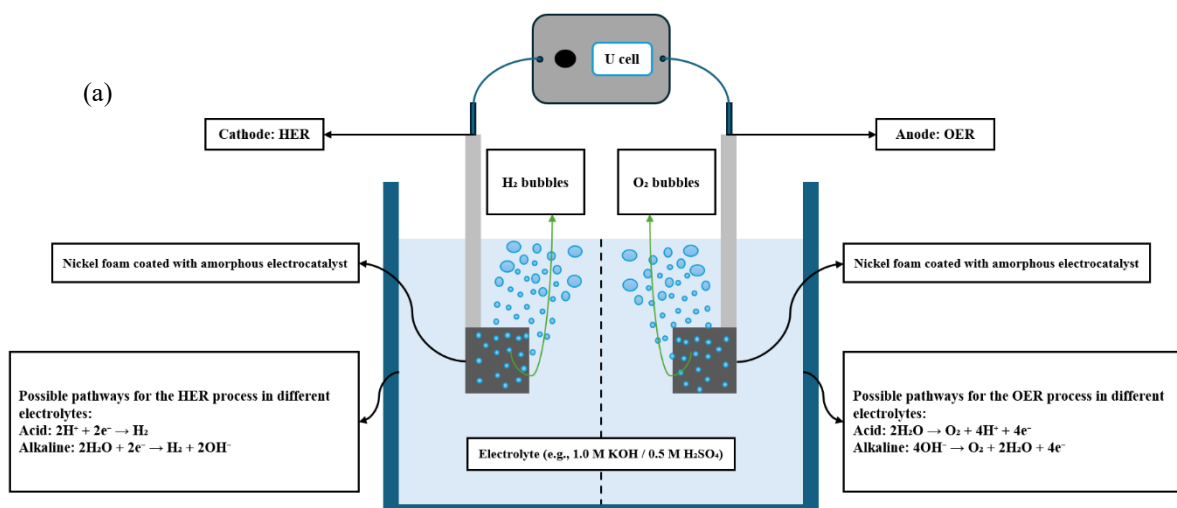 U cell
(a)
Cathode: HER
Anode: OER
H₂ bubbles
O₂ bubbles
Nickel foam coated with amorphous electrocatalyst
Nickel foam coated with amorphous electrocatalyst
Possible pathways for the HER process in different
electrolytes:
Acid: 2H⁺ + 2e⁻ → H₂
Alkaline: 2H₂O + 2e⁻ → H₂ + 2OH⁻
Possible pathways for the OER process in different
electrolytes:
Acid: 2H₂O → O₂ + 4H⁺ + 4e⁻
Alkaline: 4OH⁻ → O₂ + 2H₂O + 4e⁻
Electrolyte (e.g., 1.0 M KOH / 0.5 M H₂SO₄)